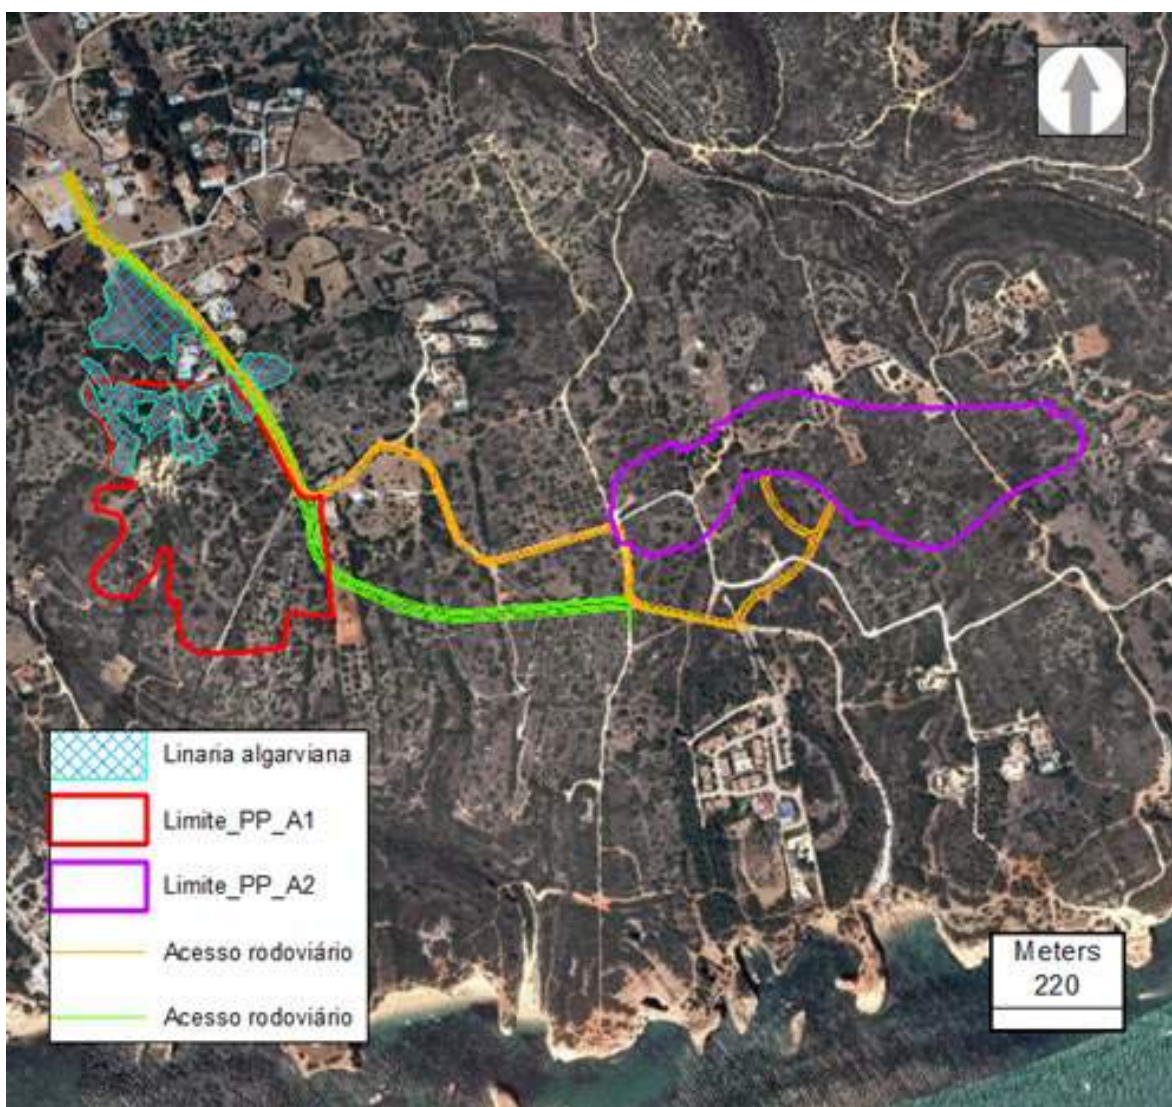 Linaria algarviana
Limite_PP_A1
Limite_PP_A2
Acesso rodoviário
Acesso rodoviário
Meters
220